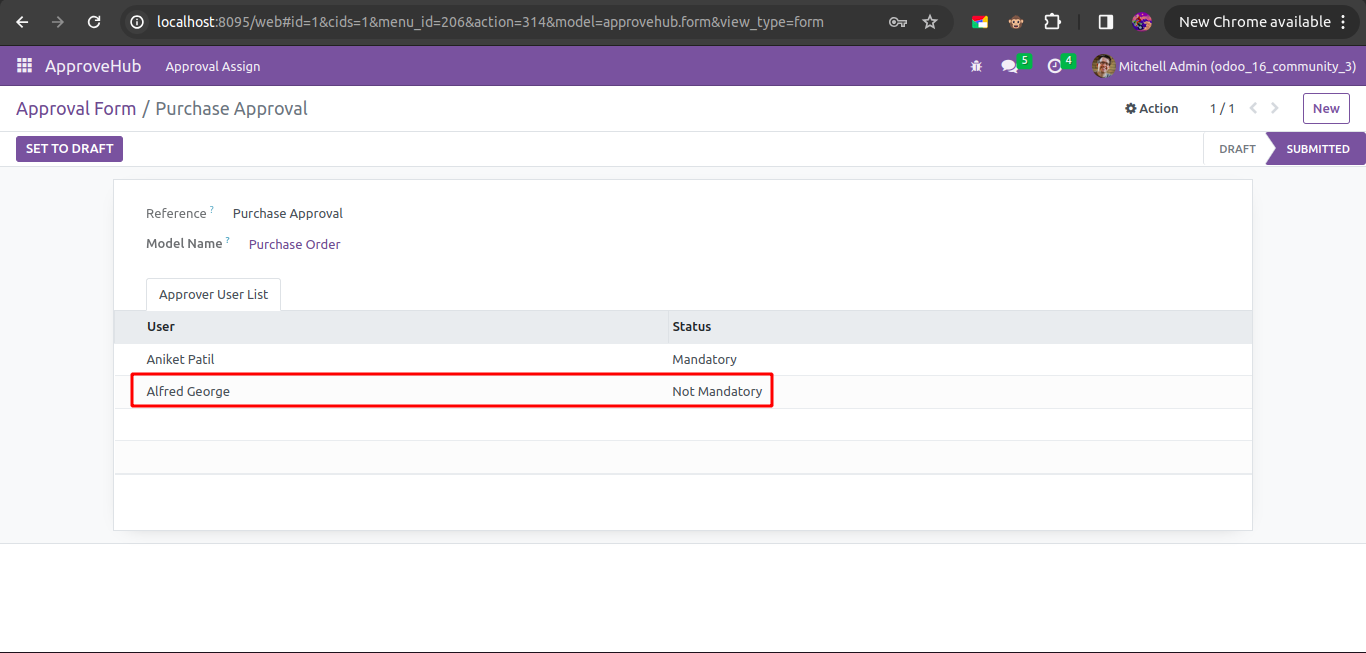 localhost:8095/web#id=1&cids=1&menu_id=206&action=314&model=approvehub.form&view_type=form
New Chrome available
ApproveHub Approval Assign 5 4 Mitchell Admin (odoo_16_community_3)
Approval Form / Purchase Approval Action 1 / 1 New
SET TO DRAFT DRAFT SUBMITTED
Reference ? Purchase Approval
Model Name ? Purchase Order
Approver User List
User Status
Aniket Patil Mandatory
Alfred George Not Mandatory